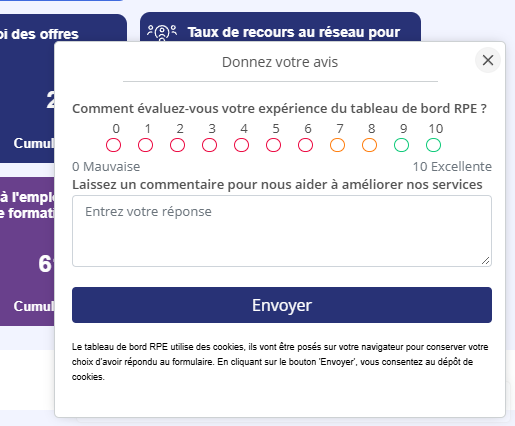 oi des offres
Taux de recours au réseau pour
2
Cumul
à l'emplo
e formati
6
Cumul
Donnez votre avis
Comment évaluez-vous votre expérience du tableau de bord RPE ?
0 1 2 3 4 5 6 7 8 9 10
0 Mauvaise 10 Excellente
Laissez un commentaire pour nous aider à améliorer nos services
Entrez votre réponse
Envoyer
Le tableau de bord RPE utilise des cookies, ils vont être posés sur votre navigateur pour conserver votre
choix d'avoir répondu au formulaire. En cliquant sur le bouton 'Envoyer', vous consentez au dépôt de
cookies.